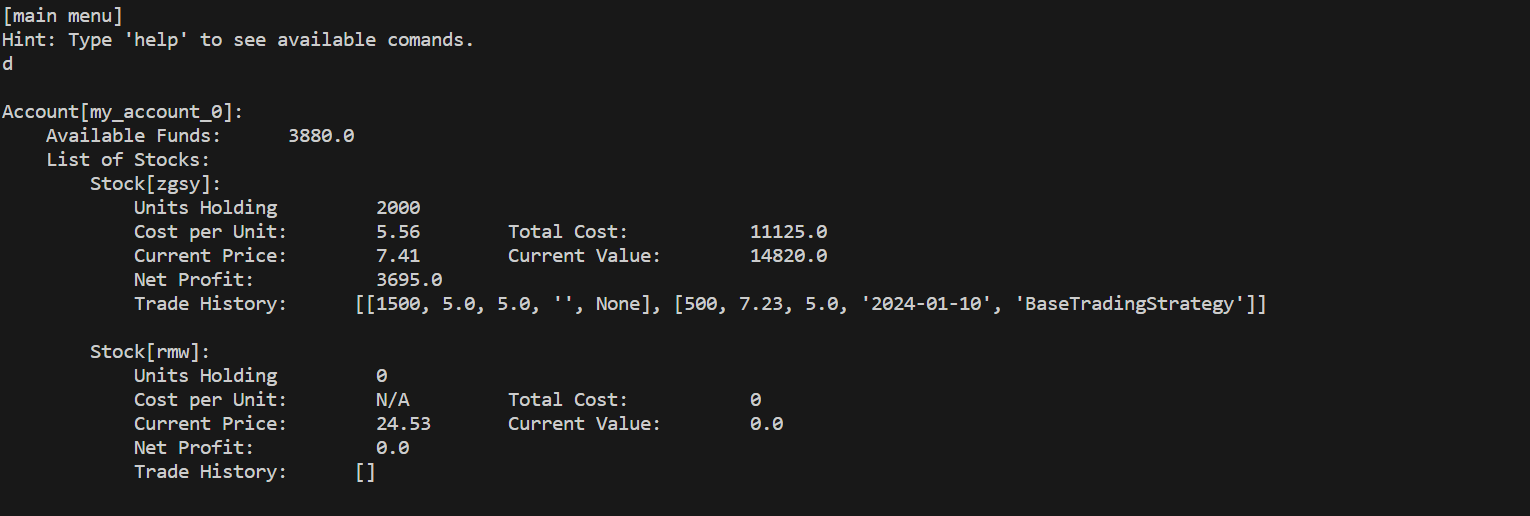 [main menu]
Hint: Type 'help' to see available comands.
d
Account[my_account_0]:
Available Funds: 3880.0
List of Stocks:
Stock[zgsy]:
Units Holding 2000
Cost per Unit: 5.56 Total Cost: 11125.0
Current Price: 7.41 Current Value: 14820.0
Net Profit: 3695.0
Trade History: [[1500, 5.0, 5.0, '', None], [500, 7.23, 5.0, '2024-01-10', 'BaseTradingStrategy']]
Stock[rmw]:
Units Holding 0
Cost per Unit: N/A Total Cost: 0
Current Price: 24.53 Current Value: 0.0
Net Profit: 0.0
Trade History: []